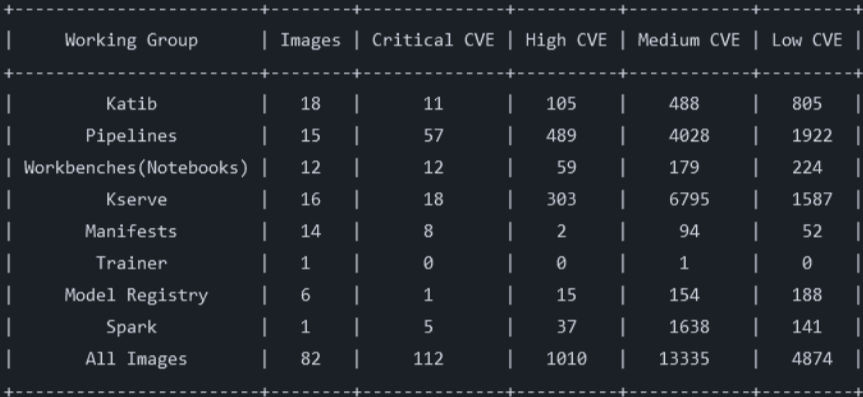 +--------------------------+--------+--------------+----------+------------+---------+
| Working Group | Images | Critical CVE | High CVE | Medium CVE | Low CVE |
+--------------------------+--------+--------------+----------+------------+---------+
| Katib | 18 | 11 | 105 | 488 | 805 |
| Pipelines | 15 | 57 | 489 | 4028 | 1922 |
| Workbenches(Notebooks) | 12 | 12 | 59 | 179 | 224 |
| Kserve | 16 | 18 | 303 | 6795 | 1587 |
| Manifests | 14 | 8 | 2 | 94 | 52 |
| Trainer | 1 | 0 | 0 | 1 | 0 |
| Model Registry | 6 | 1 | 15 | 154 | 188 |
| Spark | 1 | 5 | 37 | 1638 | 141 |
| All Images | 82 | 112 | 1010 | 13335 | 4874 |
+--------------------------+--------+--------------+----------+------------+---------+